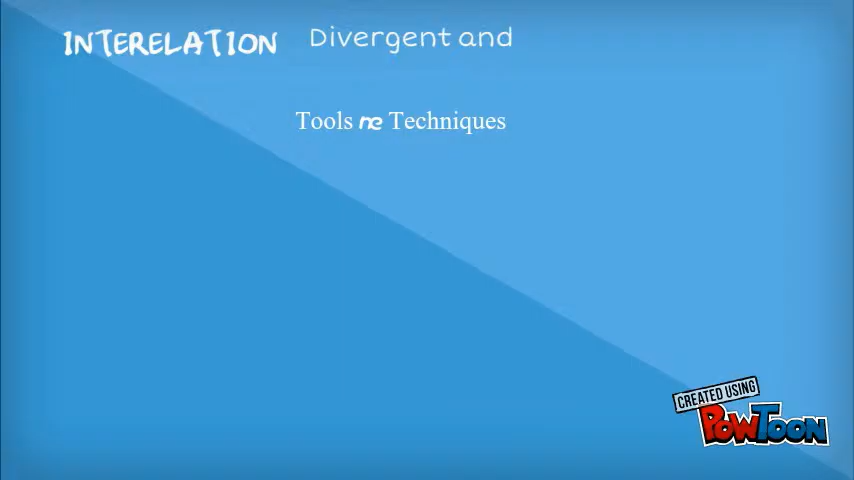 INTERELATION Divergent and
Tools ne Techniques
CREATED USING
POWTOON